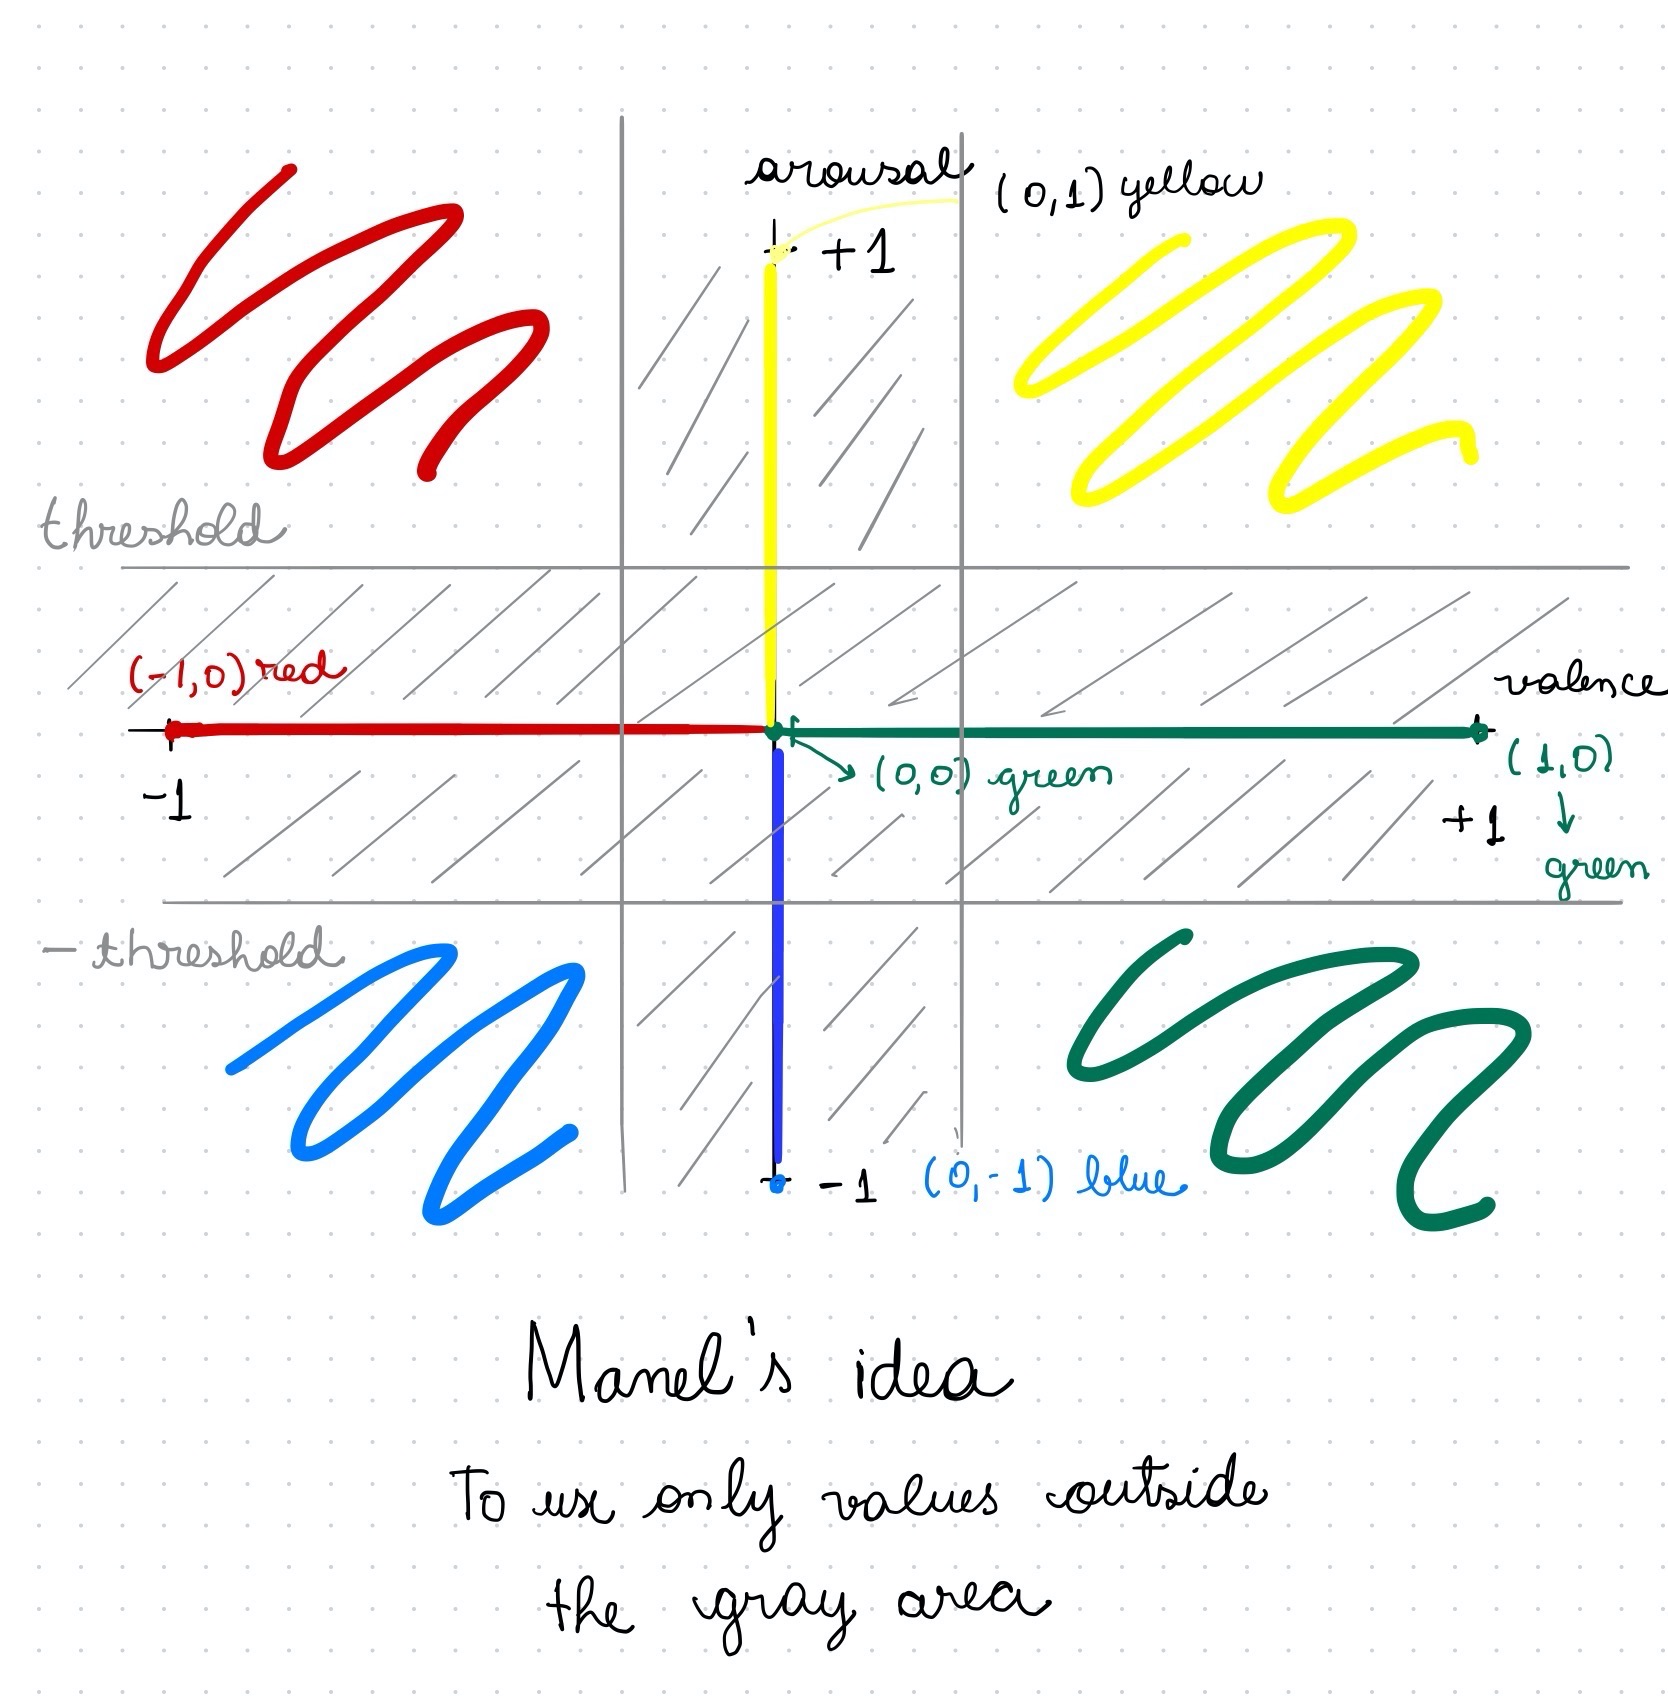 arousal
(0,1) yellow
+1
threshold
(-1,0) red
valence
-1
(0,0) green
(1,0)
+1
green
- threshold
-1
(0,-1) blue
Manel's idea
To use only values outside
the gray area